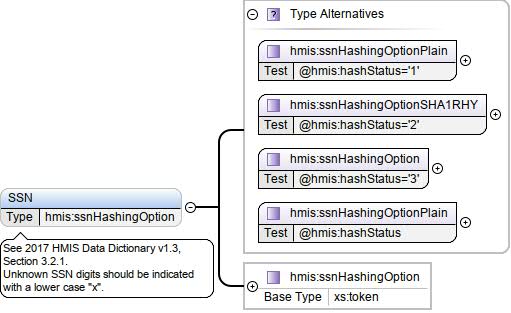 Type Alternatives
hmis:ssnHashingOptionPlain
Test @hmis:hashStatus='1'
hmis:ssnHashingOptionSHA1RHY
Test @hmis:hashStatus='2'
hmis:ssnHashingOption
Test @hmis:hashStatus='3'
hmis:ssnHashingOptionPlain
Test @hmis:hashStatus
SSN
Type hmis:ssnHashingOption
See 2017 HMIS Data Dictionary v1.3,
Section 3.2.1.
Unknown SSN digits should be indicated
with a lower case "x".
hmis:ssnHashingOption
Base Type xs:token